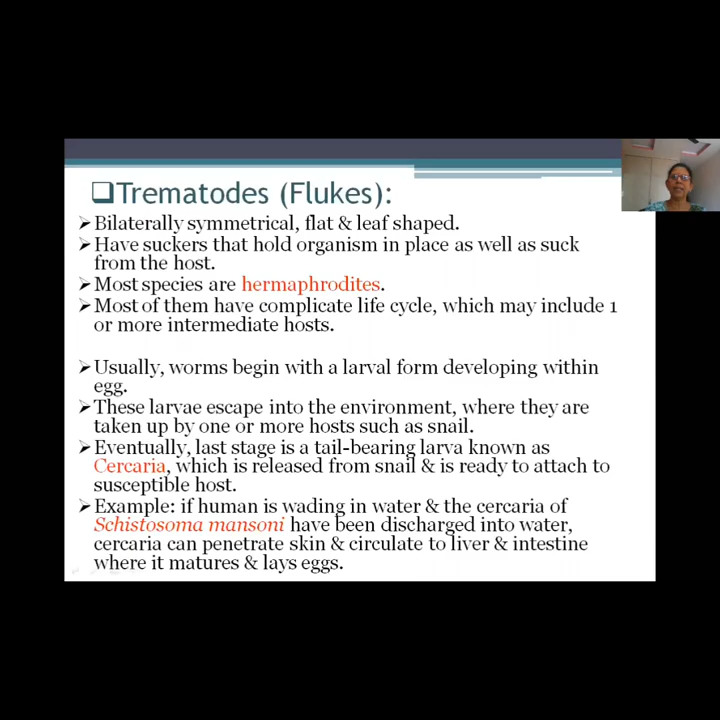 ❑Trematodes (Flukes):
➢Bilaterally symmetrical, flat & leaf shaped.
➢Have suckers that hold organism in place as well as suck
from the host.
➢Most species are hermaphrodites.
➢Most of them have complicate life cycle, which may include 1
or more intermediate hosts.
➢Usually, worms begin with a larval form developing within
egg.
➢These larvae escape into the environment, where they are
taken up by one or more hosts such as snail.
➢Eventually, last stage is a tail-bearing larva known as
Cercaria, which is released from snail & is ready to attach to
susceptible host.
➢Example: if human is wading in water & the cercaria of
Schistosoma mansoni have been discharged into water,
cercaria can penetrate skin & circulate to liver & intestine
where it matures & lays eggs.